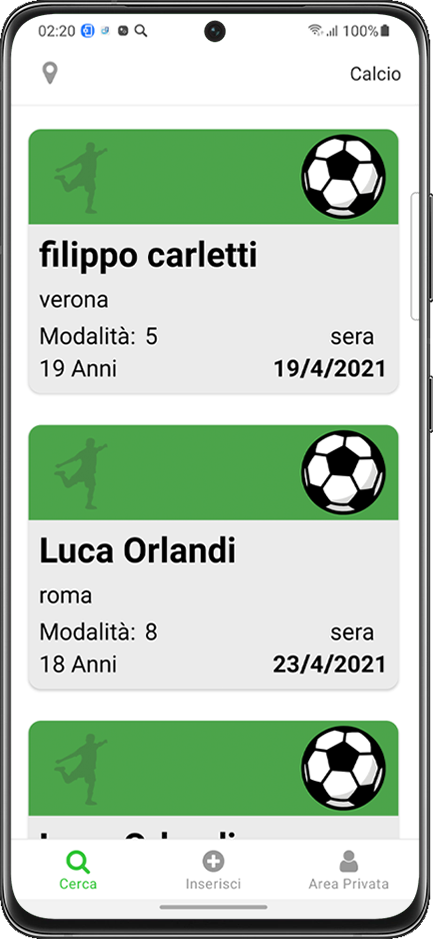 02:20 100%
Calcio
filippo carletti
verona
Modalità: 5 sera
19 Anni 19/4/2021
Luca Orlandi
roma
Modalità: 8 sera
18 Anni 23/4/2021
Cerca Inserisci Area Privata